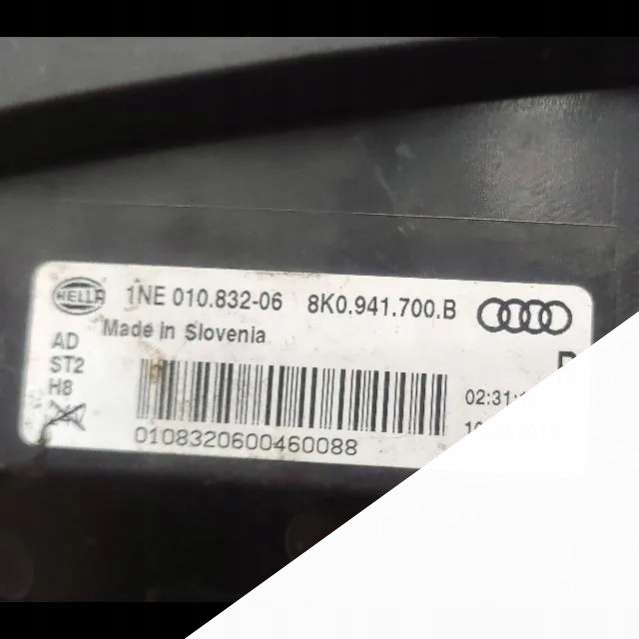 HELLA 1NE 010.832-06 8K0.941.700.B
Made in Slovenia
AD
ST2
H8
02:31
0108320600460088